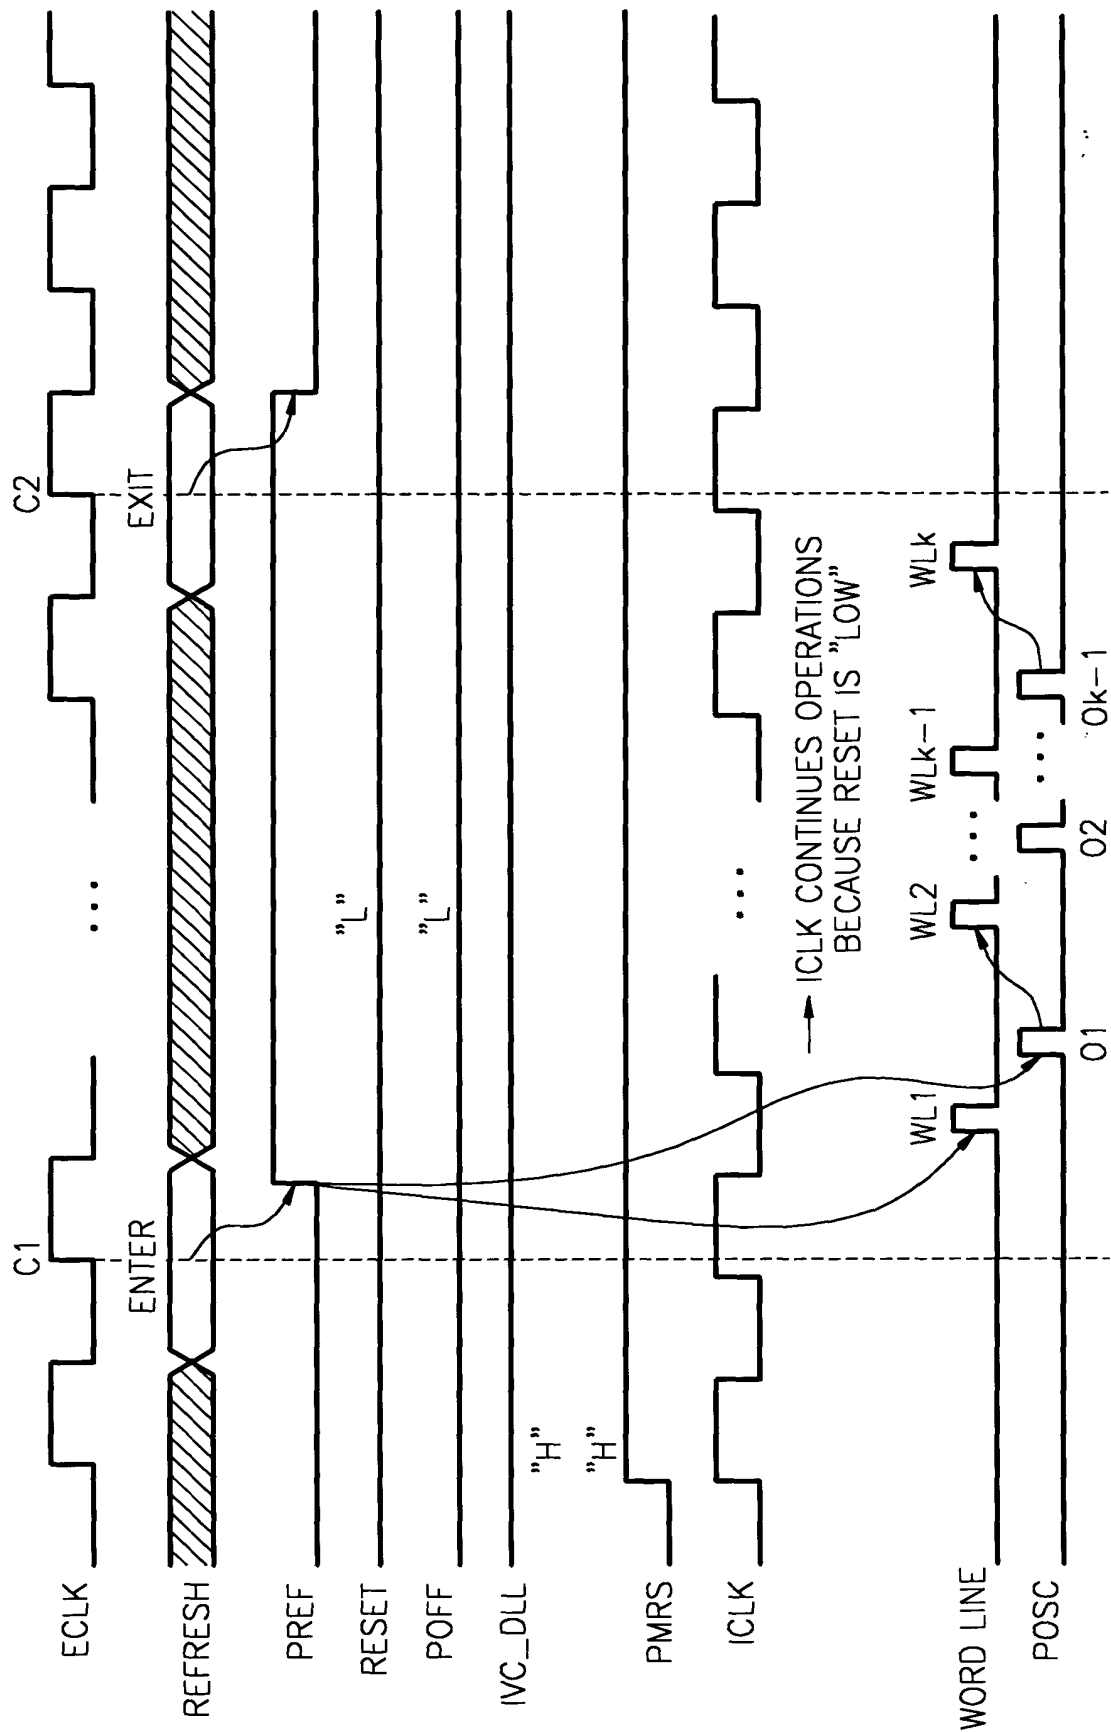 C1
C2
ECLK
...
ENTER
EXIT
REFRESH
PREF
RESET
"L"
POFF
"L"
IVC_DLL
"H"
"H"
PMRS
ICLK
...
→ ICLK CONTINUES OPERATIONS
BECAUSE RESET IS "LOW"
WL1
WL2
WLk-1
WLk
WORD LINE
...
POSC
...
O1
O2
Ok-1